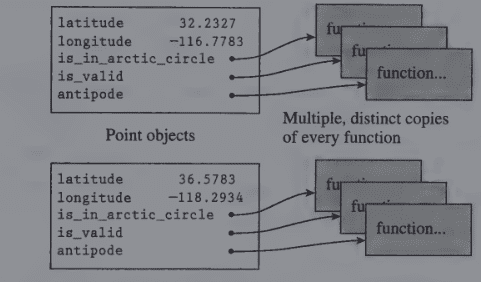 latitude 32.2327
longitude −116.7783
is_in_arctic_circle
is_valid
antipode
function...
Point objects
Multiple, distinct copies
of every function
latitude 36.5783
longitude −118.2934
is_in_arctic_circle
is_valid
antipode
function...